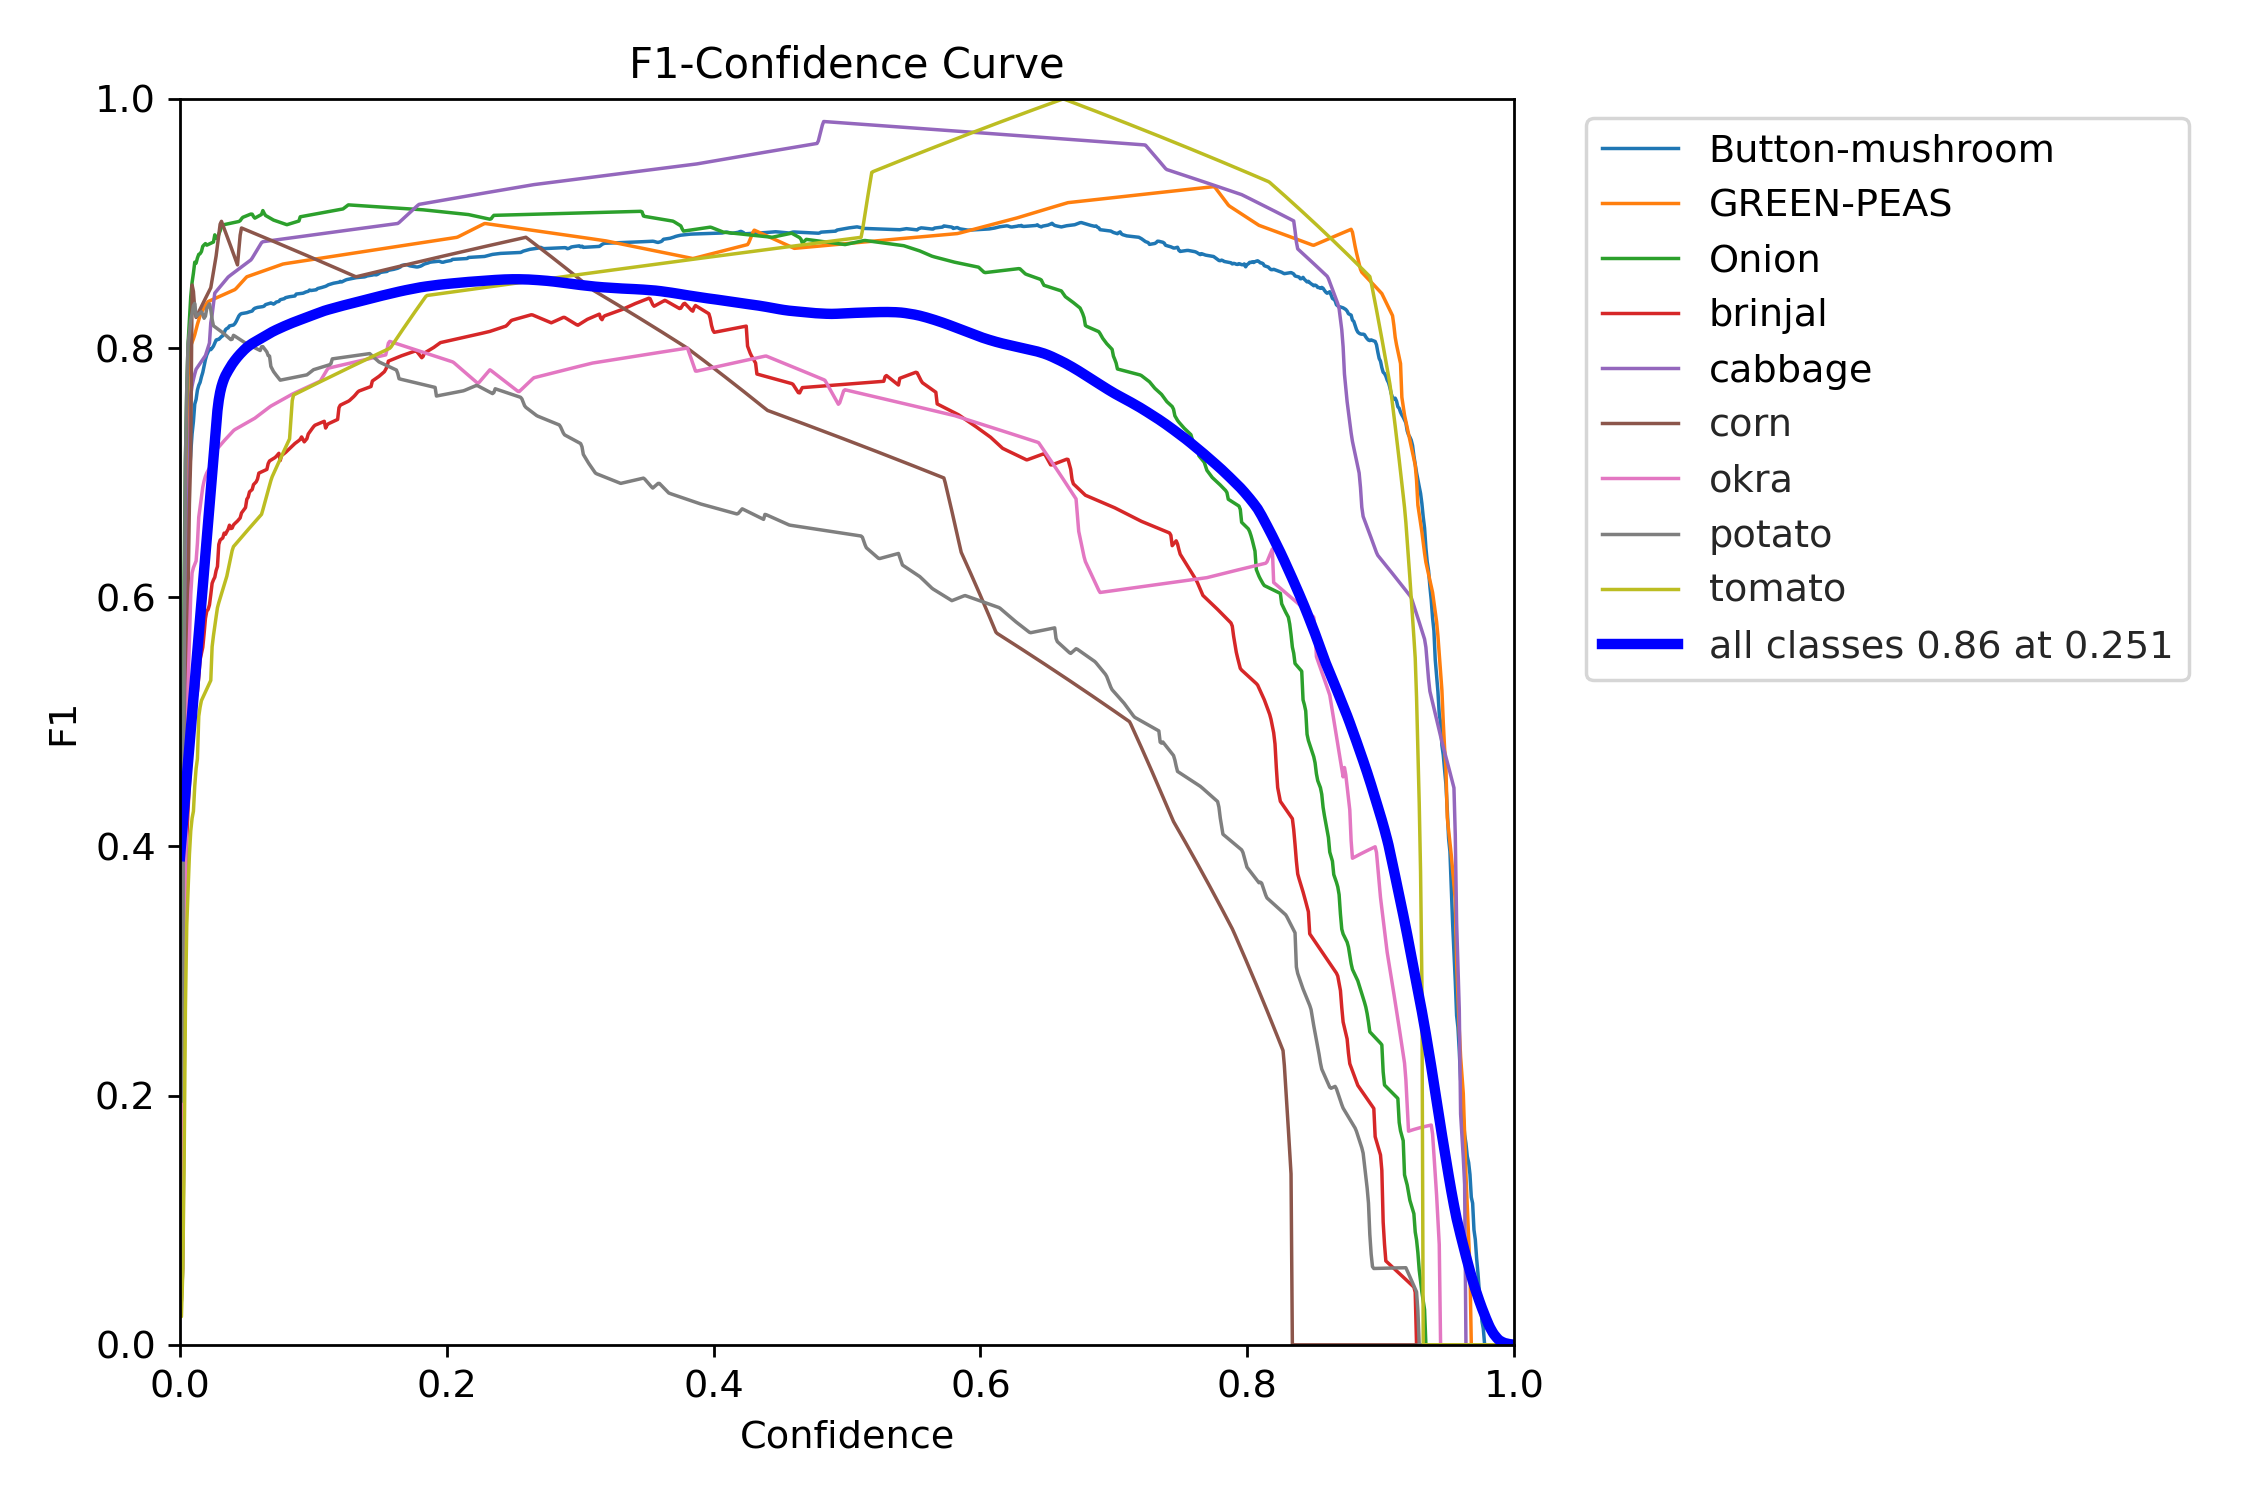 F1-Confidence Curve
1.0
0.8
0.6
0.4
0.2
0.0
F1
0.0 0.2 0.4 0.6 0.8 1.0
Confidence
Button-mushroom
GREEN-PEAS
Onion
brinjal
cabbage
corn
okra
potato
tomato
all classes 0.86 at 0.251